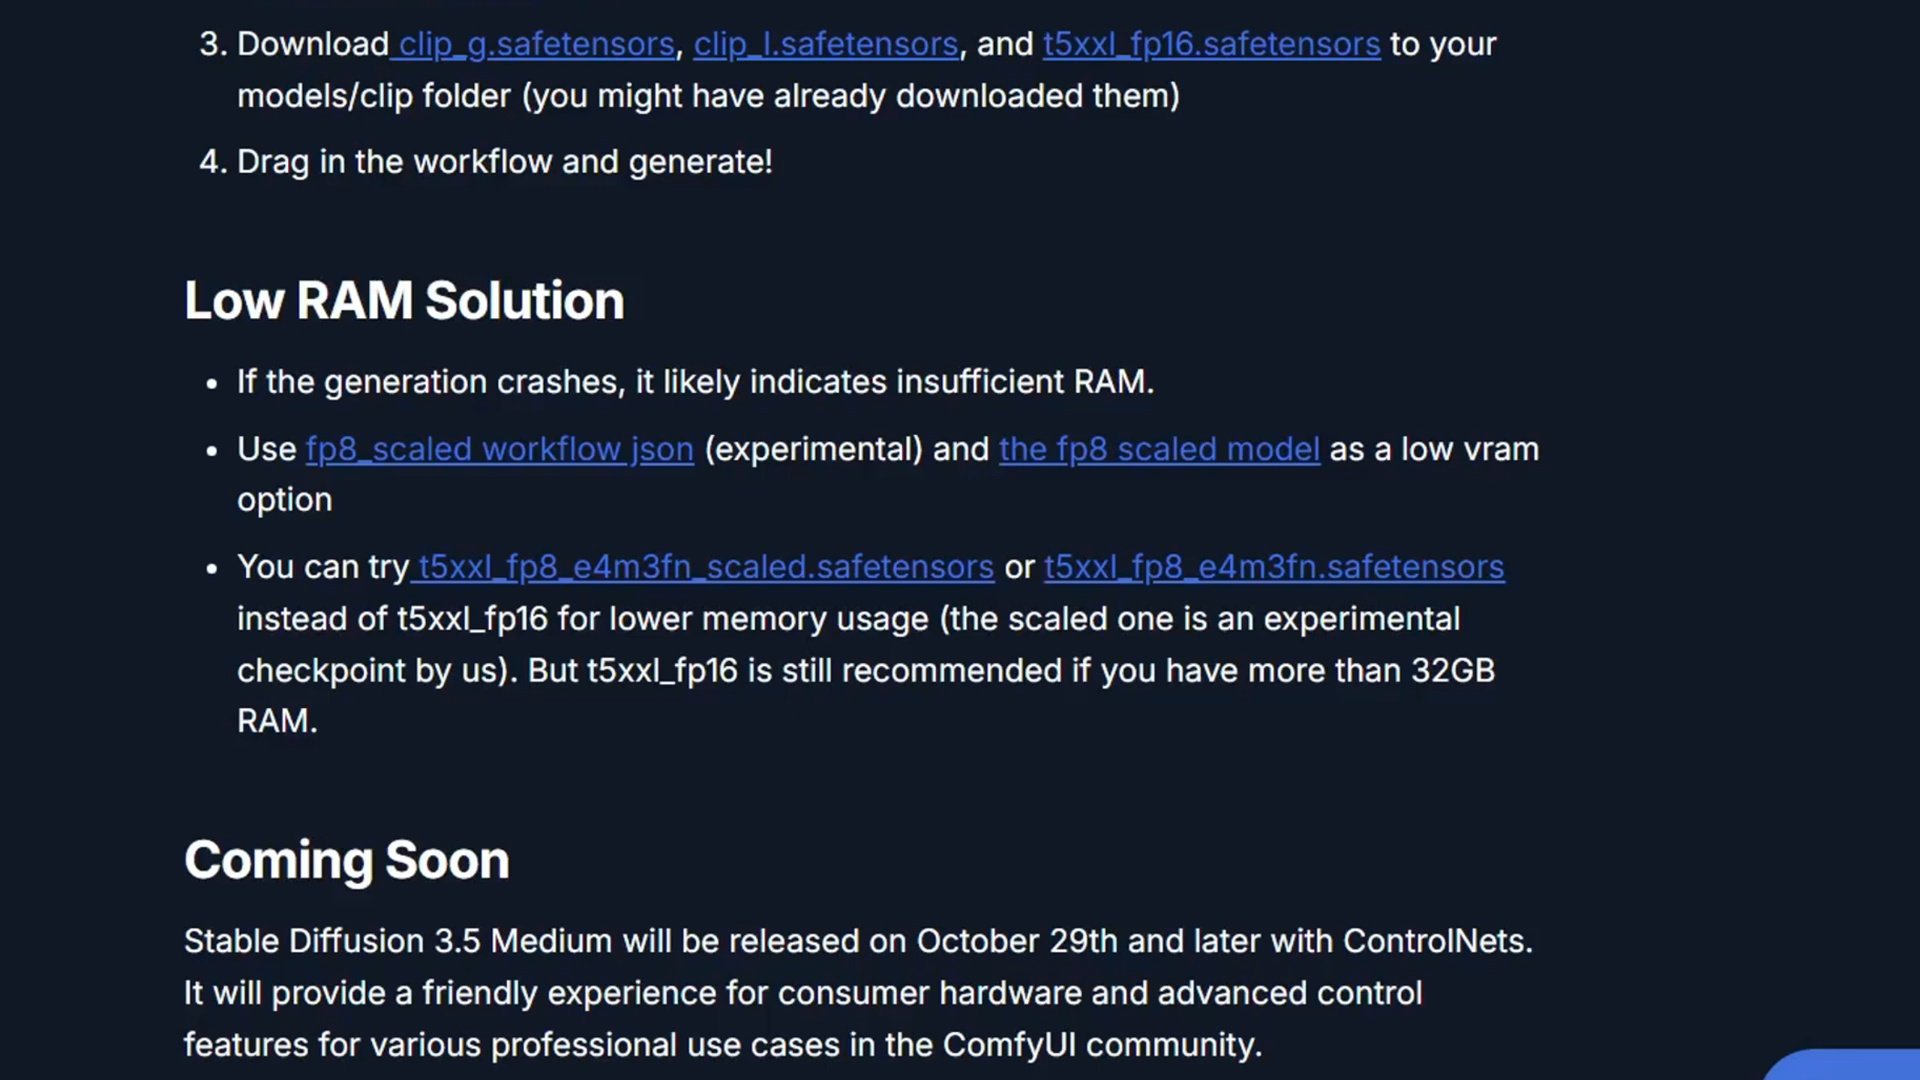 3. Download clip_g.safetensors, clip_l.safetensors, and t5xxl_fp16.safetensors to your
models/clip folder (you might have already downloaded them)
4. Drag in the workflow and generate!
Low RAM Solution
• If the generation crashes, it likely indicates insufficient RAM.
• Use fp8_scaled workflow json (experimental) and the fp8 scaled model as a low vram
option
• You can try t5xxl_fp8_e4m3fn_scaled.safetensors or t5xxl_fp8_e4m3fn.safetensors
instead of t5xxl_fp16 for lower memory usage (the scaled one is an experimental
checkpoint by us). But t5xxl_fp16 is still recommended if you have more than 32GB
RAM.
Coming Soon
Stable Diffusion 3.5 Medium will be released on October 29th and later with ControlNets.
It will provide a friendly experience for consumer hardware and advanced control
features for various professional use cases in the ComfyUI community.